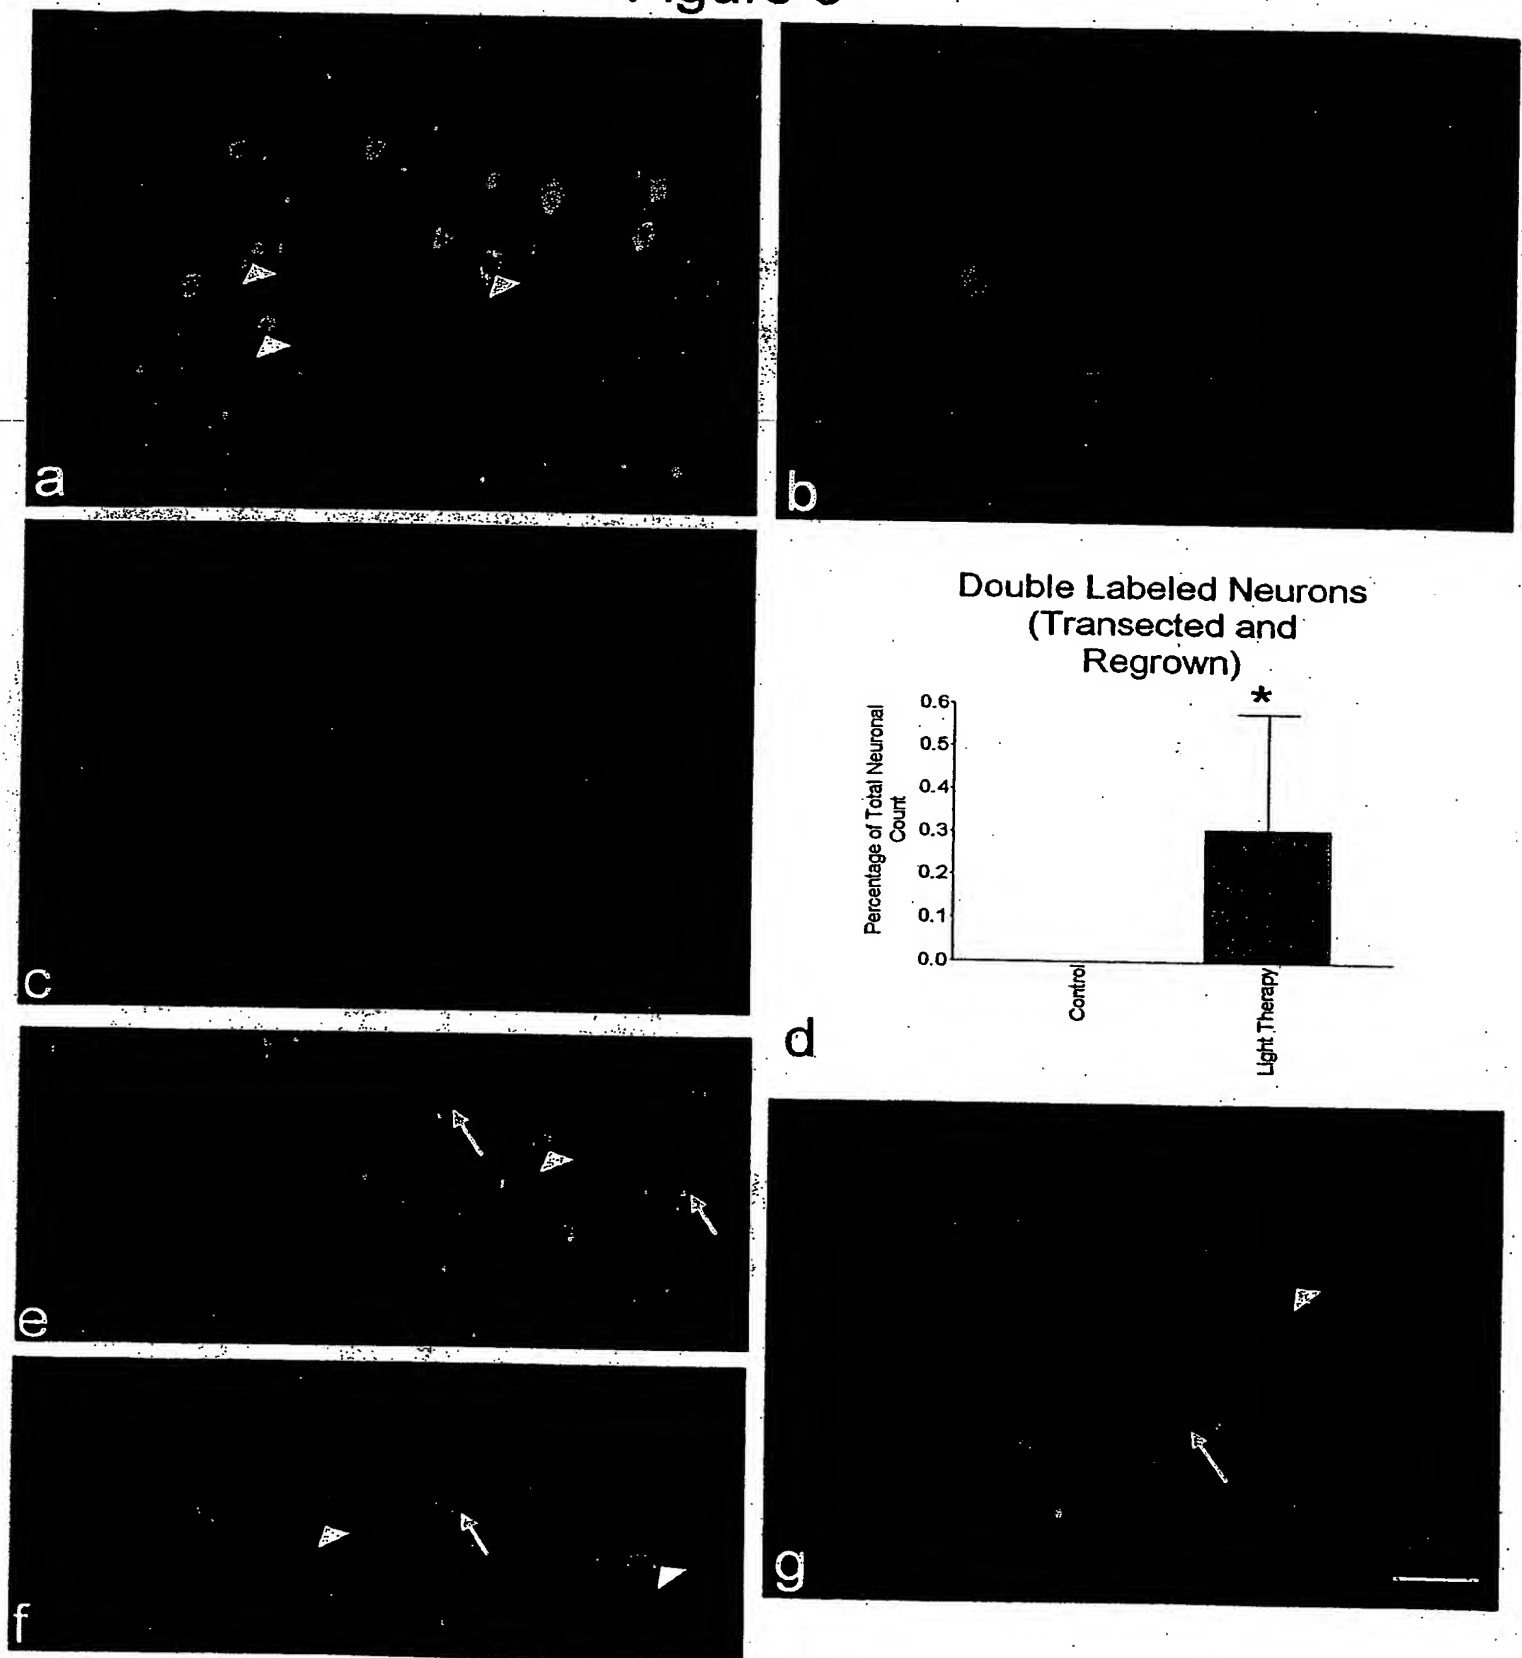 a
b
c
Double Labeled Neurons
(Transected and
Regrown)
*
Percentage of Total Neuronal
Count
0.6
0.5
0.4
0.3
0.2
0.1
0.0
Control
Light Therapy
d
e
f
g